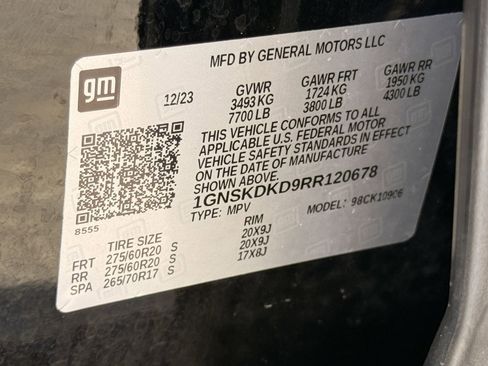 MFD BY GENERAL MOTORS LLC
gm
12/23
GVWR GAWR FRT GAWR RR
3493 KG 1724 KG 1950 KG
7700 LB 3800 LB 4300 LB
THIS VEHICLE CONFORMS TO ALL
APPLICABLE U.S. FEDERAL MOTOR
VEHICLE SAFETY STANDARDS IN EFFECT
ON THE DATE OF MANUFACTURE
SHOWN ABOVE.
1GNSKDKD9RR120678
TYPE: MPV MODEL: 98CK10906
8555
TIRE SIZE RIM
FRT 275/60R20 S 20X9J
RR 275/60R20 S 20X9J
SPA 265/70R17 S 17X8J